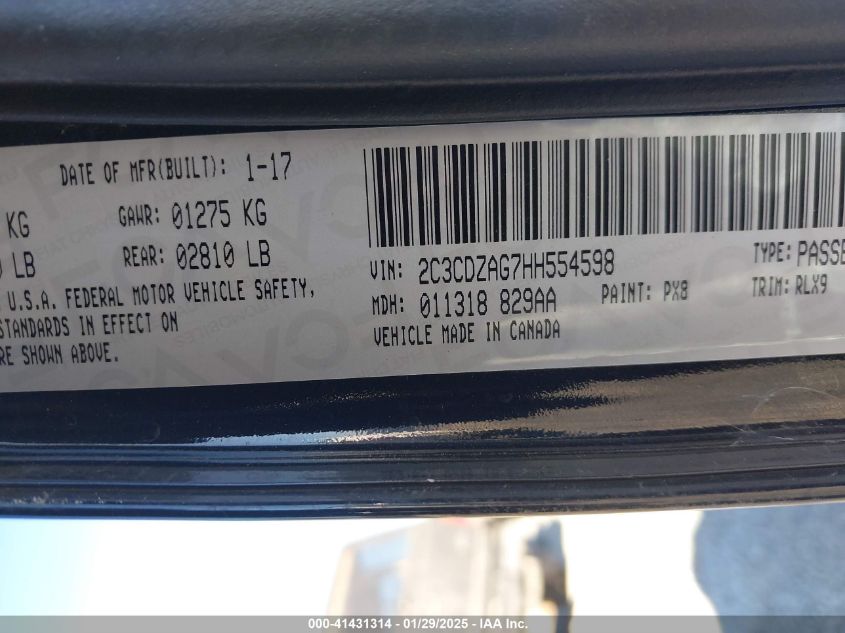 DATE OF MFR(BUILT): 1-17
KG GAWR: 01275 KG
LB REAR: 02810 LB
U.S.A. FEDERAL MOTOR VEHICLE SAFETY,
STANDARDS IN EFFECT ON
RE SHOWN ABOVE.
VIN: 2C3CDZAG7HH554598 TYPE: PASSE
MDH: 011318 829AA PAINT: PX8 TRIM: RLX9
VEHICLE MADE IN CANADA
000-41431314 - 01/29/2025 - IAA Inc.